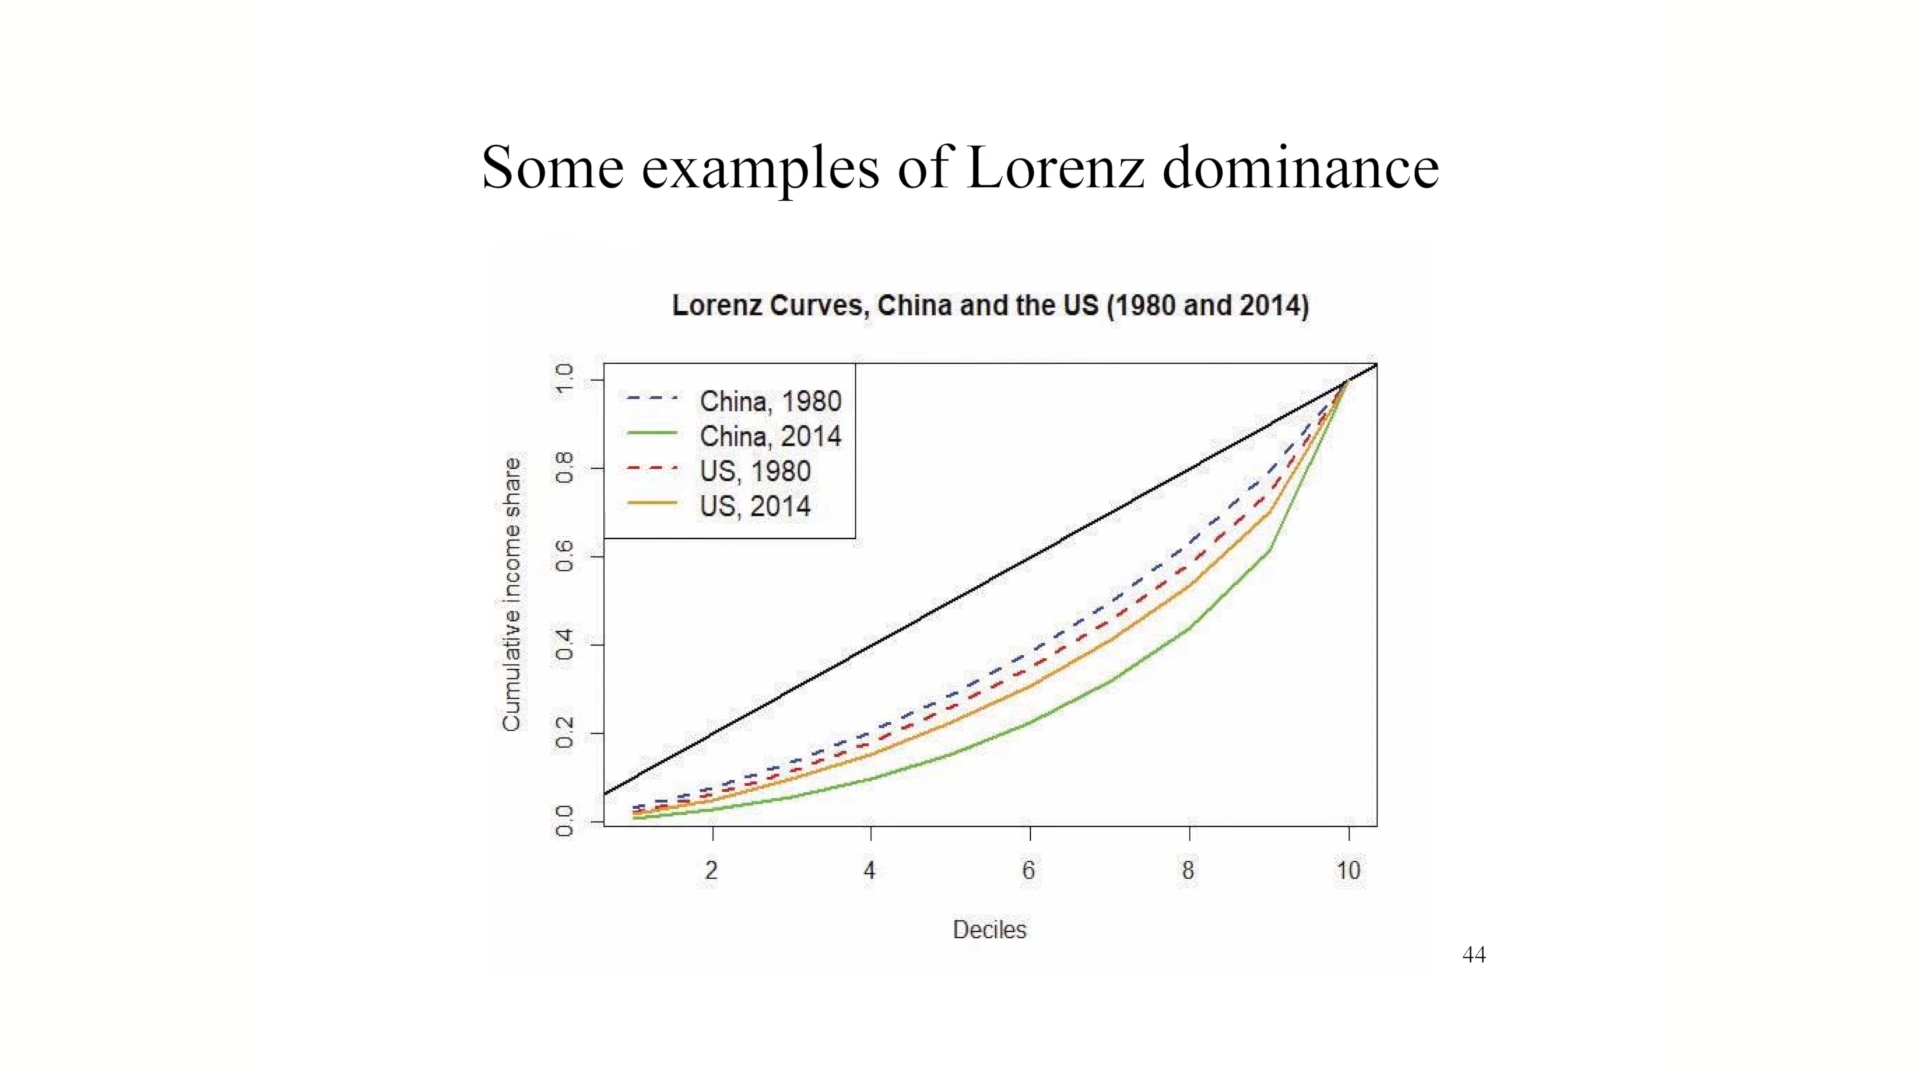 Some examples of Lorenz dominance
Lorenz Curves, China and the US (1980 and 2014)
China, 1980
China, 2014
US, 1980
US, 2014
Cumulative income share
1.0
0.8
0.6
0.4
0.2
0.0
2 4 6 8 10
Deciles
44